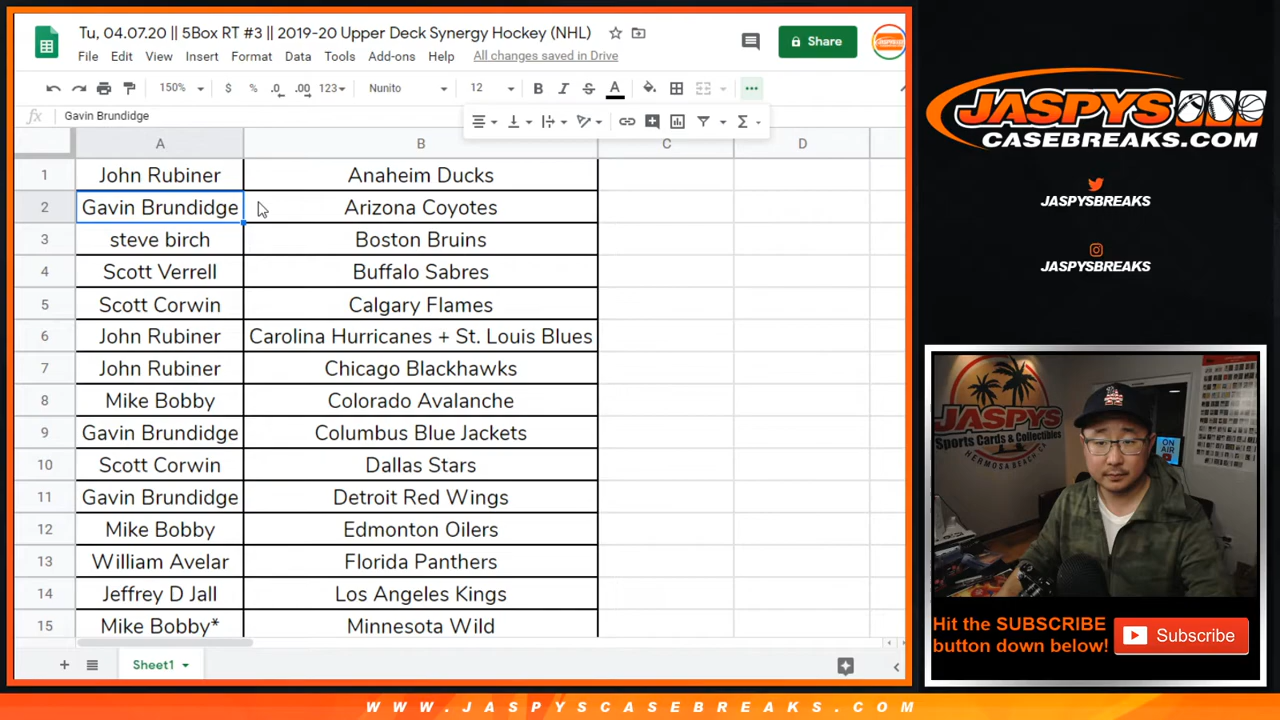 Tu, 04.07.20 || 5Box RT #3 || 2019-20 Upper Deck Synergy Hockey (NHL)
File Edit View Insert Format Data Tools Add-ons Help All changes saved in Drive
Share
150% $ % .0 .00 123 Nunito 12 B I S A
fx Gavin Brundidge
A B C D
1 John Rubiner Anaheim Ducks
2 Gavin Brundidge Arizona Coyotes
3 steve birch Boston Bruins
4 Scott Verrell Buffalo Sabres
5 Scott Corwin Calgary Flames
6 John Rubiner Carolina Hurricanes + St. Louis Blues
7 John Rubiner Chicago Blackhawks
8 Mike Bobby Colorado Avalanche
9 Gavin Brundidge Columbus Blue Jackets
10 Scott Corwin Dallas Stars
11 Gavin Brundidge Detroit Red Wings
12 Mike Bobby Edmonton Oilers
13 William Avelar Florida Panthers
14 Jeffrey D Jall Los Angeles Kings
15 Mike Bobby* Minnesota Wild
Sheet1
JASPYS
CASEBREAKS.COM
JASPYSBREAKS
JASPYSBREAKS
JASPYS
Sports Cards & Collectibles
HERMOSA BEACH, CA
Hit the SUBSCRIBE
button down below!
Subscribe
WWW.JASPYSCASEBREAKS.COM